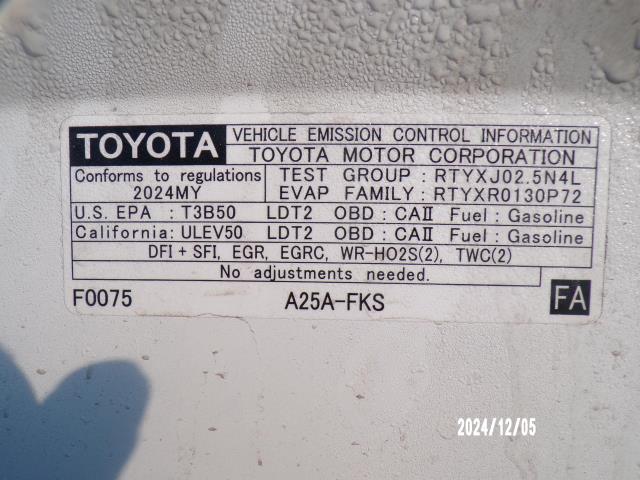 TOYOTA VEHICLE EMISSION CONTROL INFORMATION
TOYOTA MOTOR CORPORATION
Conforms to regulations TEST GROUP : RTYXJ02.5N4L
2024MY EVAP FAMILY : RTYXR0130P72
U.S. EPA : T3B50 LDT2 OBD : CAII Fuel : Gasoline
California: ULEV50 LDT2 OBD : CAII Fuel : Gasoline
DFI + SFI, EGR, EGRC, WR-HO2S(2), TWC(2)
No adjustments needed.
F0075 A25A-FKS FA
2024/12/05